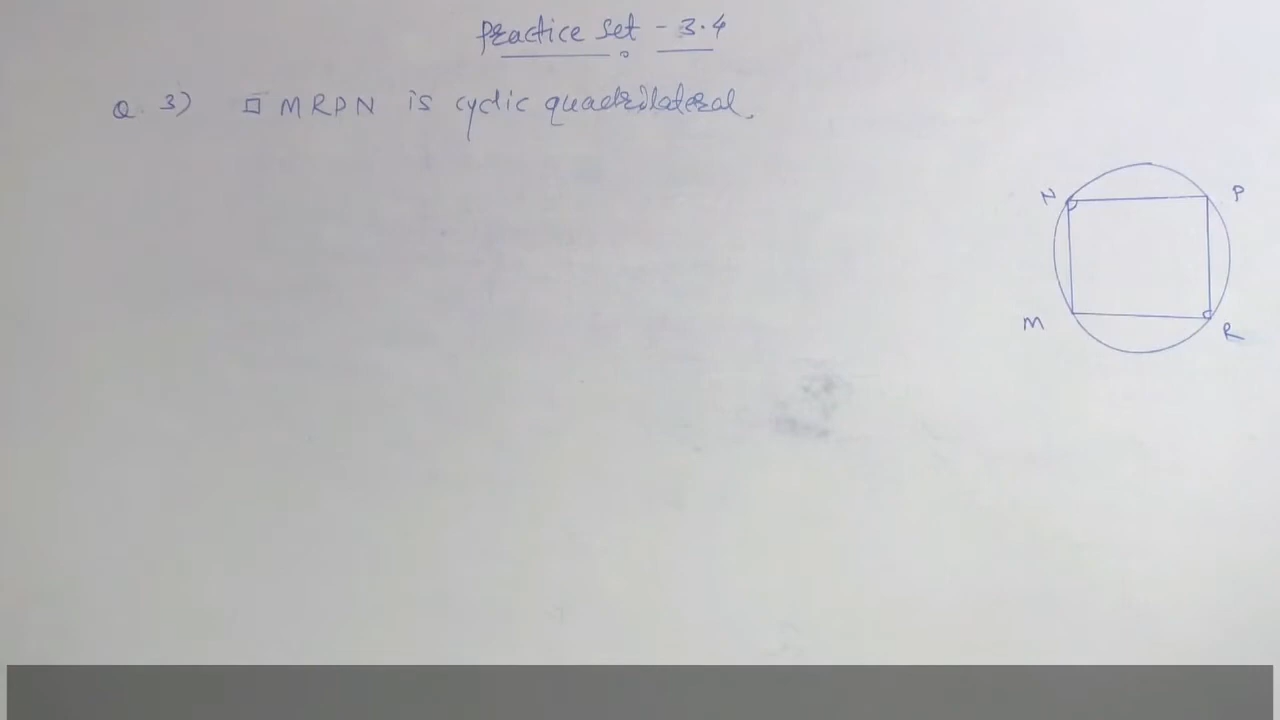 Practice set - 3.4
Q. 3) □ MRPN is cyclic quadrilateral.
N
P
M
R